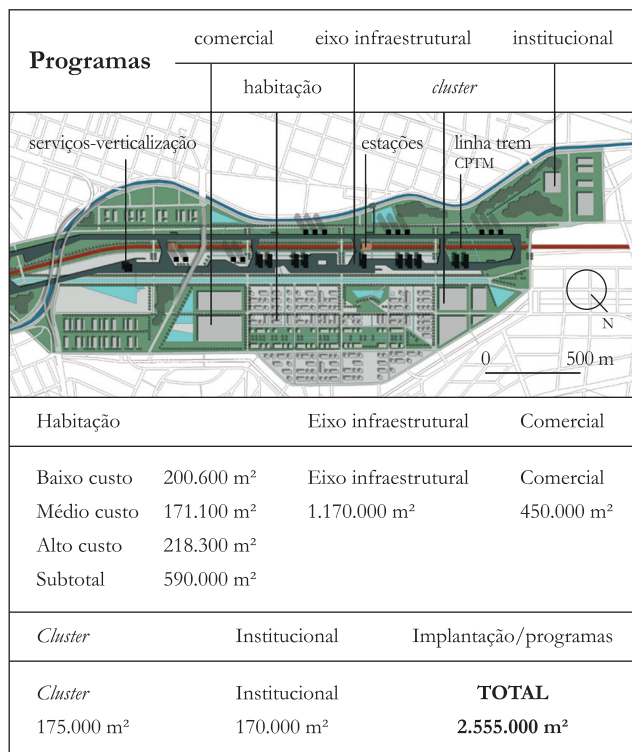 Programas
comercial eixo infraestrutural institucional
habitação cluster
serviços-verticalização estações linha trem
CPTM
N
0 500 m
Habitação Eixo infraestrutural Comercial
Baixo custo 200.600 m² Eixo infraestrutural Comercial
Médio custo 171.100 m² 1.170.000 m² 450.000 m²
Alto custo 218.300 m²
Subtotal 590.000 m²
Cluster Institucional Implantação/programas
Cluster Institucional TOTAL
175.000 m² 170.000 m² 2.555.000 m²